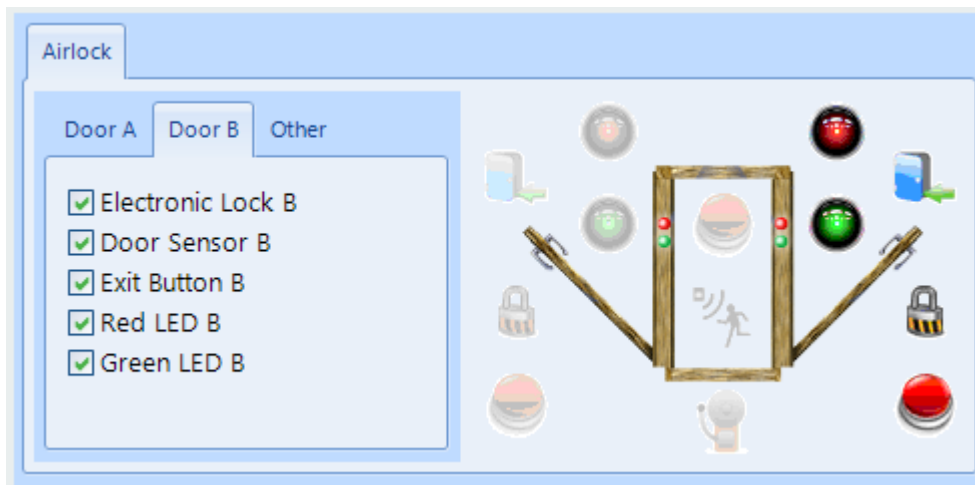 Airlock
Door A Door B Other
Electronic Lock B
Door Sensor B
Exit Button B
Red LED B
Green LED B